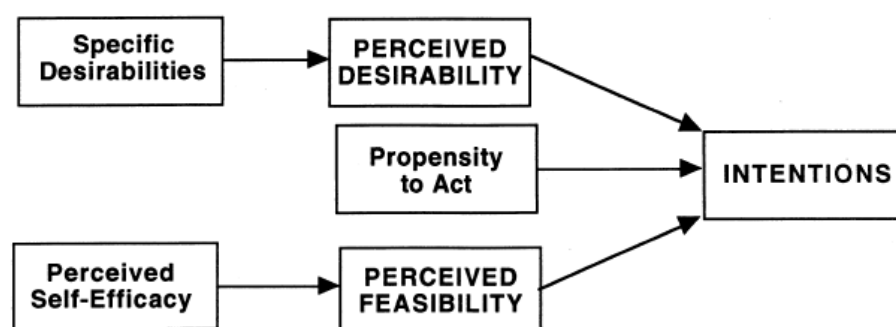 Specific
Desirabilities
PERCEIVED
DESIRABILITY
Propensity
to Act
INTENTIONS
Perceived
Self-Efficacy
PERCEIVED
FEASIBILITY